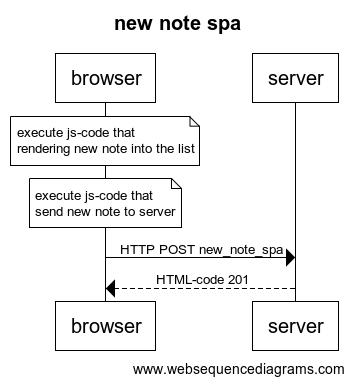 new note spa
browser
server
execute js-code that
rendering new note into the list
execute js-code that
send new note to server
HTTP POST new_note_spa
HTML-code 201
browser
server
www.websequencediagrams.com